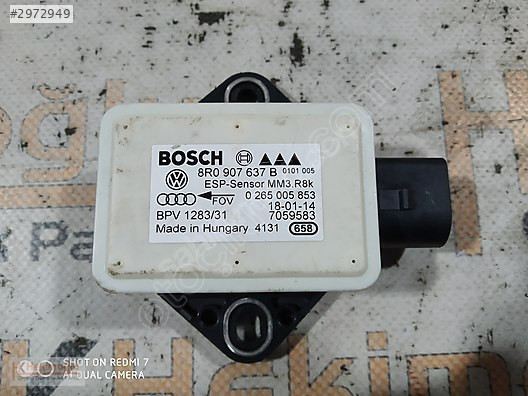 #2972949
BOSCH
8R0 907 637 B 0101 005
ESP-Sensor MM3.R8k
FOV 0 265 005 853
18-01-14
BPV 1283/31 7059583
Made in Hungary 4131 658
SHOT ON REDMI 7
AI DUAL CAMERA